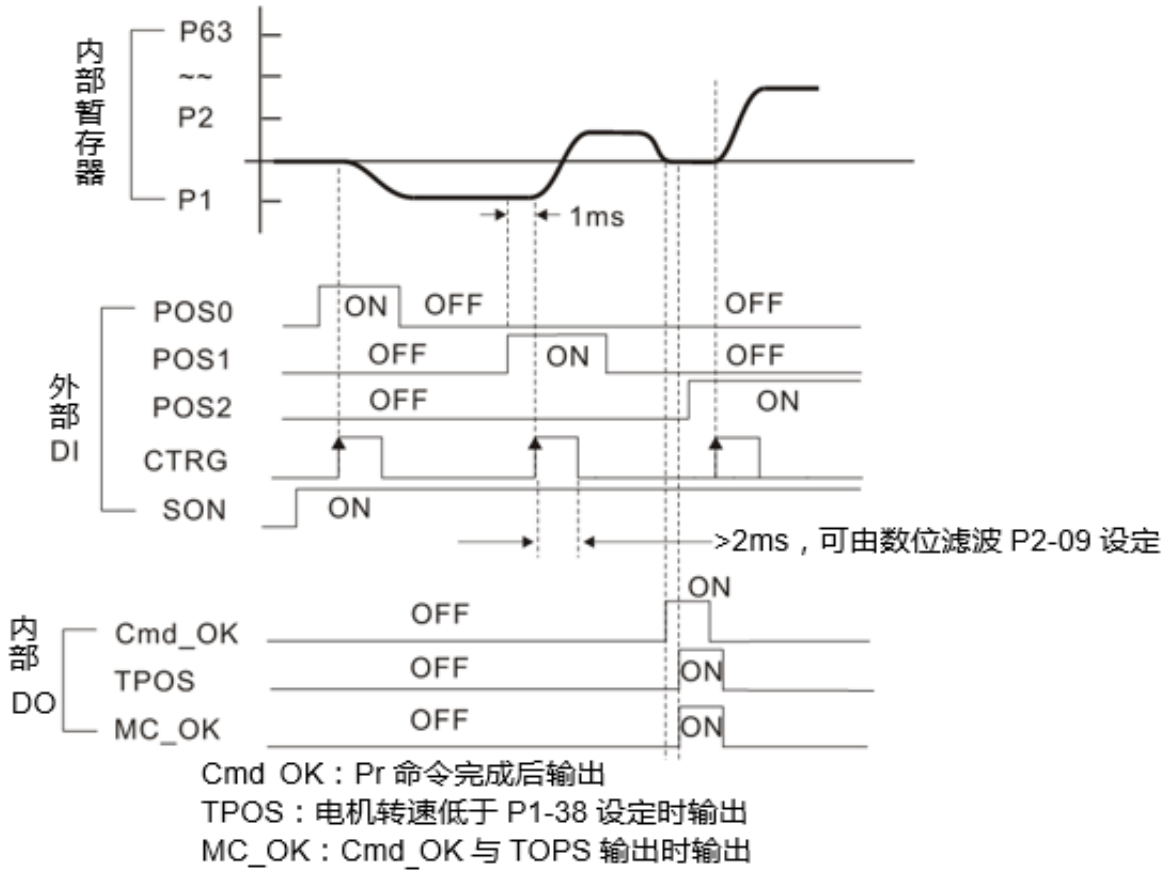 P63
~~
P2
P1
内部暂存器
1ms
POS0
ON
OFF
OFF
POS1
OFF
ON
OFF
POS2
OFF
ON
外部
DI
CTRG
SON
ON
>2ms，可由数位滤波 P2-09 设定
内部
DO
Cmd_OK
OFF
ON
TPOS
OFF
ON
MC_OK
OFF
ON
Cmd_OK：Pr 命令完成后输出
TPOS：电机转速低于 P1-38 设定时输出
MC_OK：Cmd_OK 与 TOPS 输出时输出